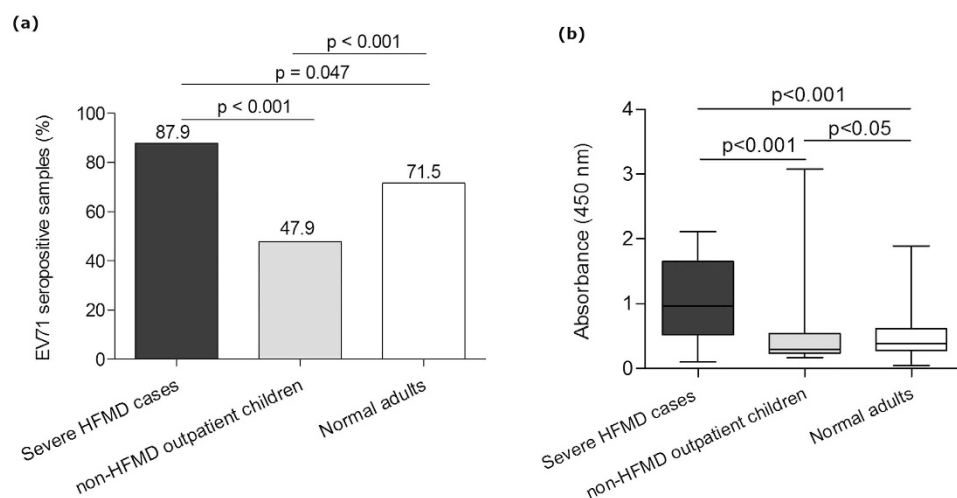 (a)
p < 0.001
p = 0.047
p < 0.001
EV71 seropositive samples (%)
100
80
60
40
20
0
87.9
47.9
71.5
Severe HFMD cases
non-HFMD outpatient children
Normal adults
(b)
p<0.001
p<0.05
p<0.001
Absorbance (450 nm)
4
3
2
1
0
Severe HFMD cases
non-HFMD outpatient children
Normal adults